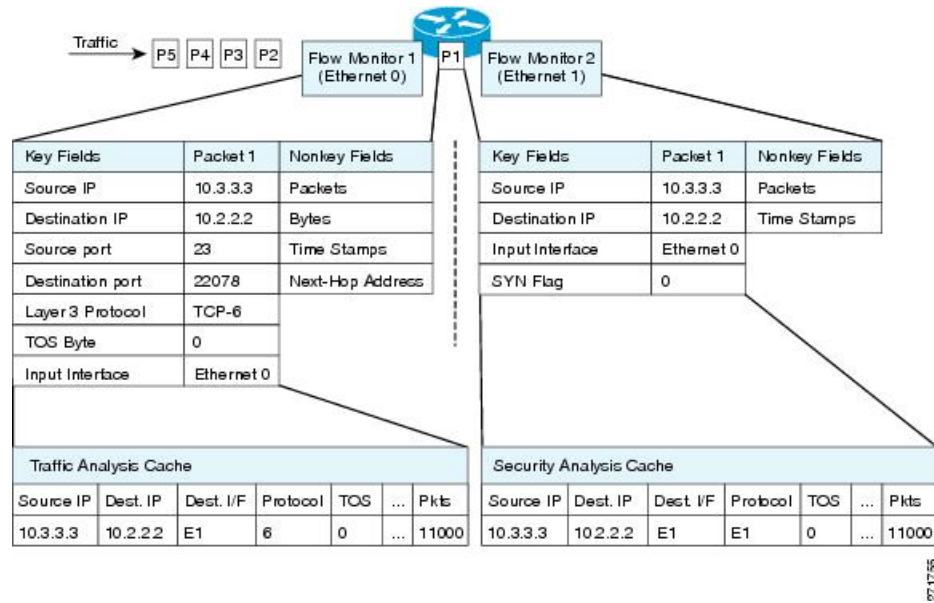 Traffic
P5 P4 P3 P2
Flow Monitor 1
(Ethernet 0)
P1
Flow Monitor 2
(Ethernet 1)
Key Fields Packet 1 Nonkey Fields
Source IP 10.3.3.3 Packets
Destination IP 10.2.2.2 Bytes
Source port 23 Time Stamps
Destination port 22078 Next-Hop Address
Layer 3 Protocol TCP-6
TOS Byte 0
Input Interface Ethernet 0
Key Fields Packet 1 Nonkey Fields
Source IP 10.3.3.3 Packets
Destination IP 10.2.2.2 Time Stamps
Input Interface Ethernet 0
SYN Flag 0
Traffic Analysis Cache
Source IP Dest. IP Dest. I/F Protocol TOS ... Pkts
10.3.3.3 10.2.2.2 E1 6 0 ... 11000
Security Analysis Cache
Source IP Dest. IP Dest. I/F Protocol TOS ... Pkts
10.3.3.3 10.2.2.2 E1 E1 0 ... 11000
271755